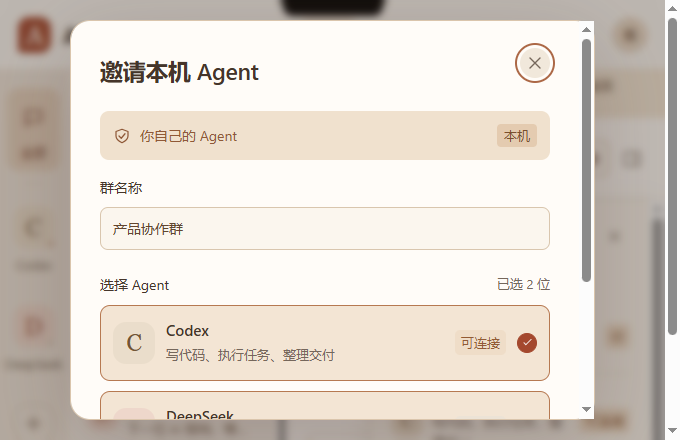 邀请本机 Agent
你自己的 Agent
本机
群名称
产品协作群
选择 Agent
已选 2 位
C
Codex
写代码、执行任务、整理交付
可连接
DeepSeek